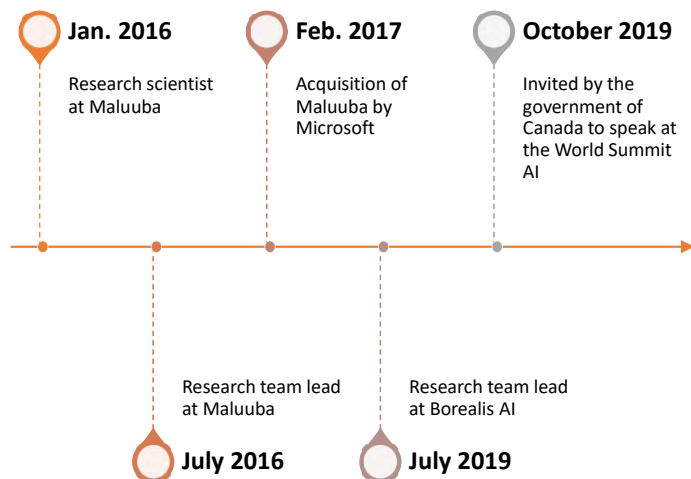 Jan. 2016
Research scientist
at Maluuba
Feb. 2017
Acquisition of
Maluuba by
Microsoft
October 2019
Invited by the
government of
Canada to speak at
the World Summit
AI
Research team lead
at Maluuba
July 2016
Research team lead
at Borealis AI
July 2019